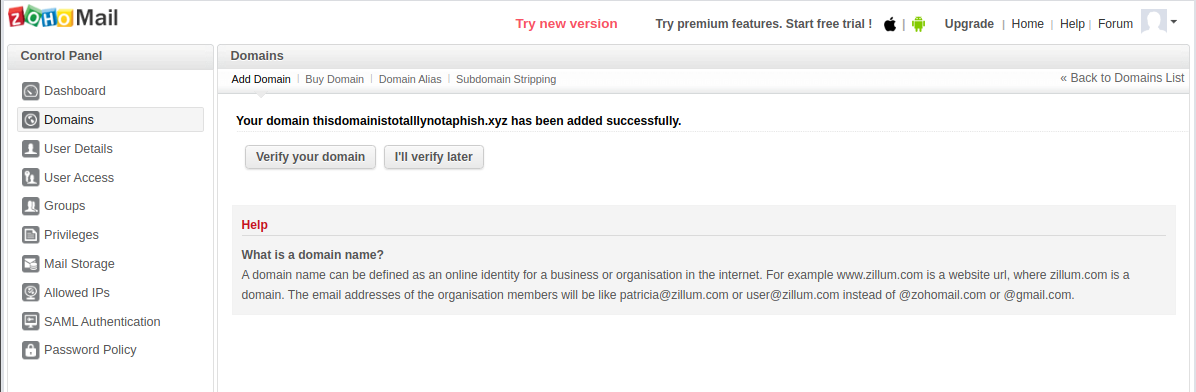 ZOHO Mail
Try new version
Try premium features. Start free trial !
|
Upgrade | Home | Help | Forum
Control Panel
Dashboard
Domains
User Details
User Access
Groups
Privileges
Mail Storage
Allowed IPs
SAML Authentication
Password Policy
Domains
Add Domain | Buy Domain | Domain Alias | Subdomain Stripping
« Back to Domains List
Your domain thisdomainistotalllynotaphish.xyz has been added successfully.
Verify your domain
I'll verify later
Help
What is a domain name?
A domain name can be defined as an online identity for a business or organisation in the internet. For example www.zillum.com is a website url, where zillum.com is a
domain. The email addresses of the organisation members will be like patricia@zillum.com or user@zillum.com instead of @zohomail.com or @gmail.com.